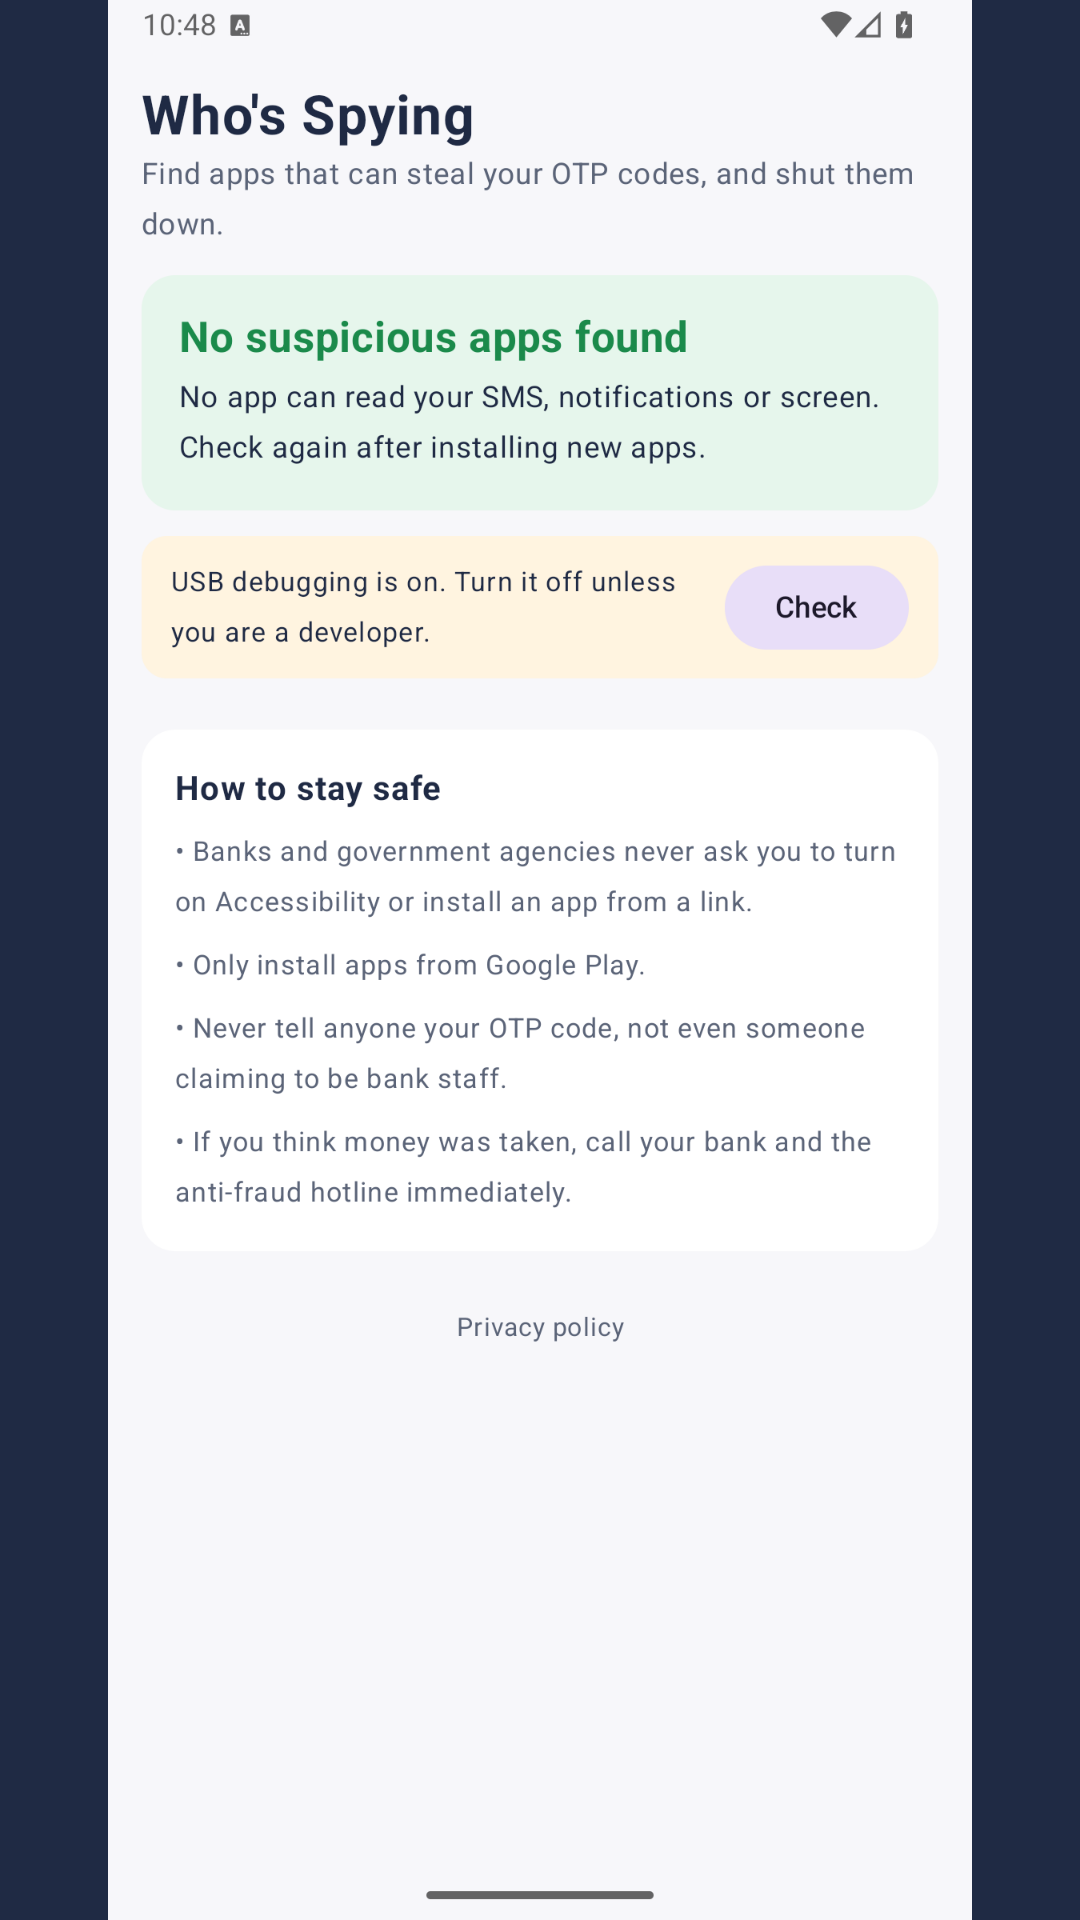 10:48
Who's Spying
Find apps that can steal your OTP codes, and shut them
down.
No suspicious apps found
No app can read your SMS, notifications or screen.
Check again after installing new apps.
USB debugging is on. Turn it off unless
you are a developer.
Check
How to stay safe
• Banks and government agencies never ask you to turn
on Accessibility or install an app from a link.
• Only install apps from Google Play.
• Never tell anyone your OTP code, not even someone
claiming to be bank staff.
• If you think money was taken, call your bank and the
anti-fraud hotline immediately.
Privacy policy